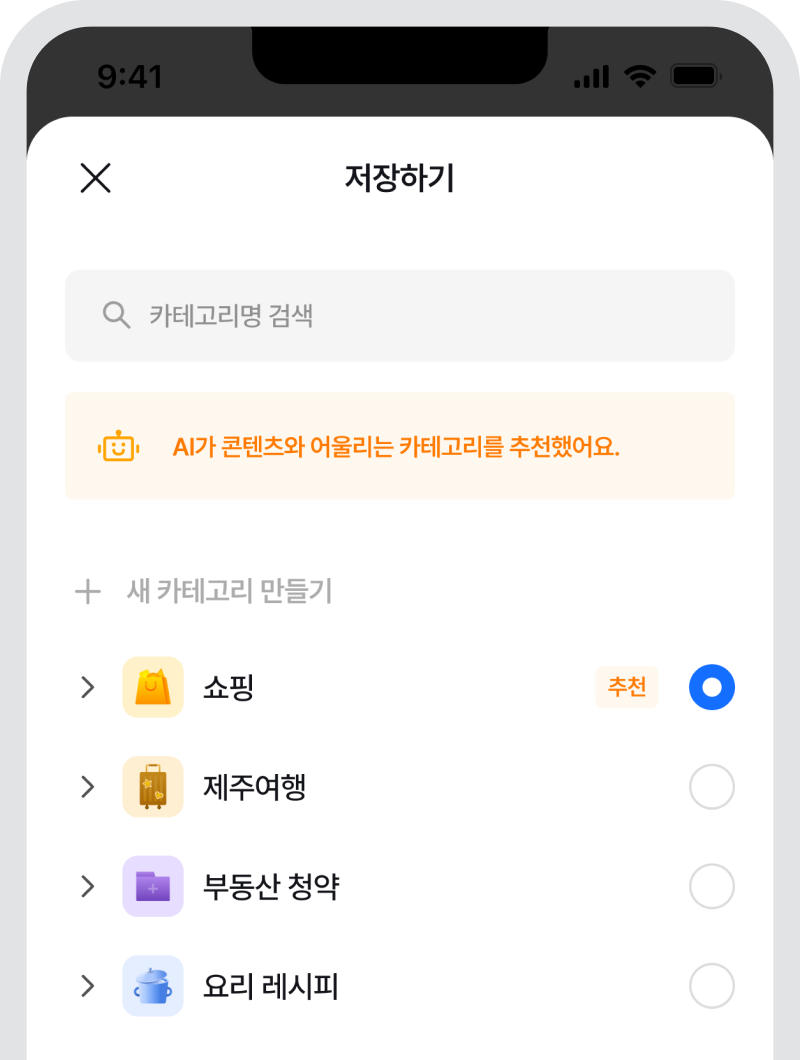 9:41
저장하기
카테고리명 검색
AI가 콘텐츠와 어울리는 카테고리를 추천했어요.
새 카테고리 만들기
쇼핑 추천
제주여행
부동산 청약
요리 레시피